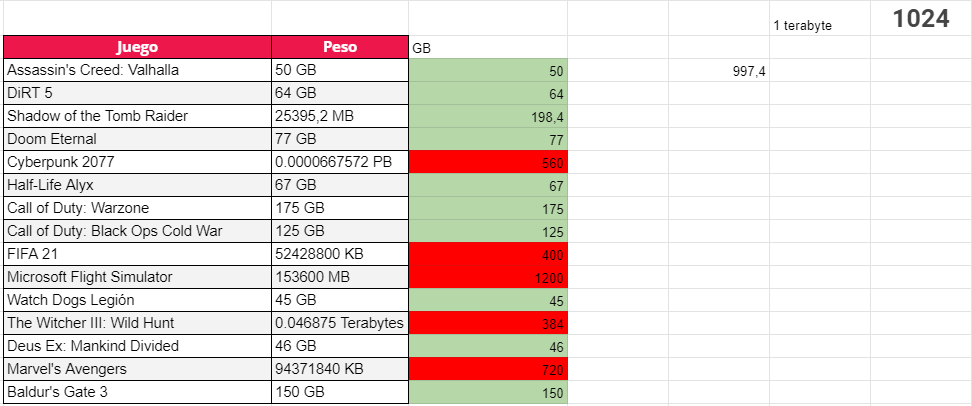 1 terabyte 1024
Juego Peso GB
Assassin's Creed: Valhalla 50 GB 50 997,4
DiRT 5 64 GB 64
Shadow of the Tomb Raider 25395,2 MB 198,4
Doom Eternal 77 GB 77
Cyberpunk 2077 0.0000667572 PB 560
Half-Life Alyx 67 GB 67
Call of Duty: Warzone 175 GB 175
Call of Duty: Black Ops Cold War 125 GB 125
FIFA 21 52428800 KB 400
Microsoft Flight Simulator 153600 MB 1200
Watch Dogs Legión 45 GB 45
The Witcher III: Wild Hunt 0.046875 Terabytes 384
Deus Ex: Mankind Divided 46 GB 46
Marvel's Avengers 94371840 KB 720
Baldur's Gate 3 150 GB 150